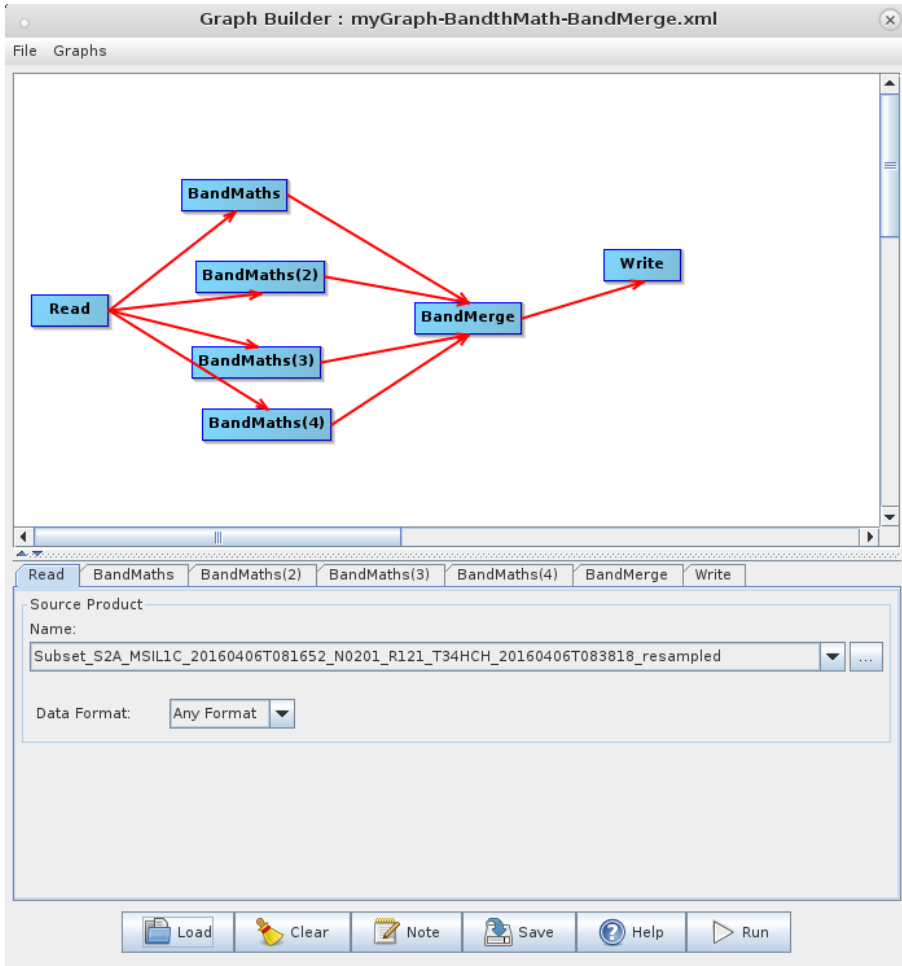 Graph Builder : myGraph-BandthMath-BandMerge.xml
File Graphs
BandMaths
Write
BandMaths(2)
Read
BandMerge
BandMaths(3)
BandMaths(4)
Read BandMaths BandMaths(2) BandMaths(3) BandMaths(4) BandMerge Write
Source Product
Name:
Subset_S2A_MSIL1C_20160406T081652_N0201_R121_T34HCH_20160406T083818_resampled ...
Data Format: Any Format
Load Clear Note Save Help Run